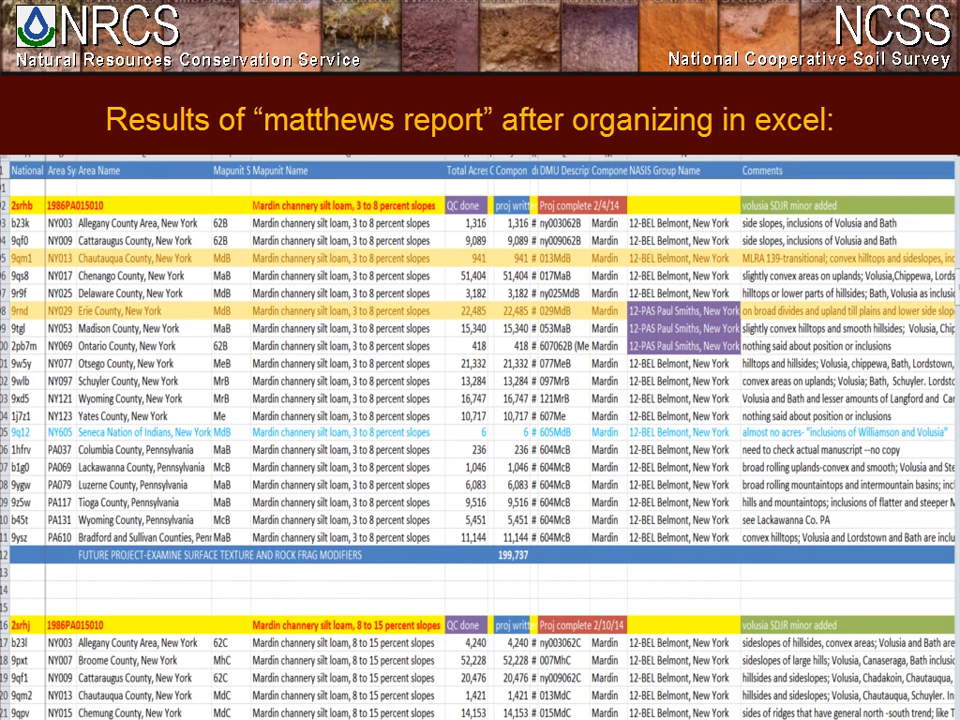 NRCS NCSS
Natural Resources Conservation Service National Cooperative Soil Survey
Results of “matthews report” after organizing in excel:
National Area Sy Area Name Mapunit S Mapunit Name Total Acres C Compon di DMU Descrip Compone NASIS Group Name Comments
2srhb 1986PA015010 Mardin channery silt loam, 3 to 8 percent slopes QC done proj writt Proj complete 2/4/14 volusia SDJR minor added
b23k NY003 Allegany County Area, New York 62B Mardin channery silt loam, 3 to 8 percent slopes 1,316 1,316 # ny003062B Mardin 12-BEL Belmont, New York side slopes, inclusions of Volusia and Bath
9qf0 NY009 Cattaraugus County, New York 62B Mardin channery silt loam, 3 to 8 percent slopes 9,089 9,089 # ny009062B Mardin 12-BEL Belmont, New York side slopes, inclusions of Volusia and Bath
9qm1 NY013 Chautauqua County, New York MdB Mardin channery silt loam, 3 to 8 percent slopes 941 941 # 013MdB Mardin 12-BEL Belmont, New York MLRA 139-transitional; convex hilltops and sideslopes, inc
9qs8 NY017 Chenango County, New York MaB Mardin channery silt loam, 3 to 8 percent slopes 51,404 51,404 # 017MaB Mardin 12-BEL Belmont, New York slightly convex areas on uplands; Volusia,Chippewa, Lords
9r9f NY025 Delaware County, New York MdB Mardin channery silt loam, 3 to 8 percent slopes 3,182 3,182 # ny025MdB Mardin 12-BEL Belmont, New York hilltops or lower parts of hillsides; Bath, Volusia as inclusi
9rnd NY029 Erie County, New York MdB Mardin channery silt loam, 3 to 8 percent slopes 22,485 22,485 # 029MdB Mardin 12-PAS Paul Smiths, New York on broad divides and upland till plains and lower side slop
9tgl NY053 Madison County, New York MaB Mardin channery silt loam, 3 to 8 percent slopes 15,340 15,340 # 053MaB Mardin 12-PAS Paul Smiths, New York slightly convex hilltops and smooth hillsides; Volusia, Chip
2pb7m NY069 Ontario County, New York 62B Mardin channery silt loam, 3 to 8 percent slopes 418 418 # 607062B (Me Mardin 12-PAS Paul Smiths, New York nothing said about position or inclusions
9w5y NY077 Otsego County, New York MeB Mardin channery silt loam, 3 to 8 percent slopes 21,332 21,332 # 077MeB Mardin 12-BEL Belmont, New York hilltops and hillsides; Volusia, chippewa, Bath, Lordstown,
9wlb NY097 Schuyler County, New York MrB Mardin channery silt loam, 3 to 8 percent slopes 13,284 13,284 # 097MrB Mardin 12-BEL Belmont, New York convex areas on uplands; Volusia; Bath, Schuyler. Lordsto
9xd5 NY121 Wyoming County, New York MrB Mardin channery silt loam, 3 to 8 percent slopes 16,747 16,747 # 121MrB Mardin 12-BEL Belmont, New York Volusia and Bath and lesser amounts of Langford and Can
1j7z1 NY123 Yates County, New York Me Mardin channery silt loam, 3 to 8 percent slopes 10,717 10,717 # 607Me Mardin 12-BEL Belmont, New York nothing said about position or inclusions
9q12 NY605 Seneca Nation of Indians, New York MdB Mardin channery silt loam, 3 to 8 percent slopes 6 6 # 605MdB Mardin 12-BEL Belmont, New York almost no acres- "inclusions of Williamson and Volusia"
1hfrv PA037 Columbia County, Pennsylvania MaB Mardin channery silt loam, 3 to 8 percent slopes 236 236 # 604McB Mardin 12-BEL Belmont, New York need to check actual manuscript --no copy
b1g0 PA069 Lackawanna County, Pennsylvania McB Mardin channery silt loam, 3 to 8 percent slopes 1,046 1,046 # 604McB Mardin 12-BEL Belmont, New York broad rolling uplands-convex and smooth; Volusia and Ste
9ygw PA079 Luzerne County, Pennsylvania MaB Mardin channery silt loam, 3 to 8 percent slopes 6,083 6,083 # 604McB Mardin 12-BEL Belmont, New York broad rolling mountaintops and intermountain basins; inc
9z5w PA117 Tioga County, Pennsylvania MaB Mardin channery silt loam, 3 to 8 percent slopes 9,516 9,516 # 604McB Mardin 12-BEL Belmont, New York hills and mountaintops; inclusions of flatter and steeper M
b45t PA131 Wyoming County, Pennsylvania McB Mardin channery silt loam, 3 to 8 percent slopes 5,451 5,451 # 604McB Mardin 12-BEL Belmont, New York see Lackawanna Co. PA
9ysz PA610 Bradford and Sullivan Counties, Pen MaB Mardin channery silt loam, 3 to 8 percent slopes 11,144 11,144 # 604McB Mardin 12-BEL Belmont, New York convex hilltops; Volusia and Lordstown and Bath are inclu
FUTURE PROJECT-EXAMINE SURFACE TEXTURE AND ROCK FRAG MODIFIERS 199,737
2srhj 1986PA015010 Mardin channery silt loam, 8 to 15 percent slopes QC done proj writt Proj complete 2/10/14 volusia SDJR minor added
b23l NY003 Allegany County Area, New York 62C Mardin channery silt loam, 8 to 15 percent slopes 4,240 4,240 # ny003062C Mardin 12-BEL Belmont, New York sideslopes of hillsides, convex areas; Volusia and Bath are
9pxt NY007 Broome County, New York MhC Mardin channery silt loam, 8 to 15 percent slopes 52,228 52,228 # 007MhC Mardin 12-BEL Belmont, New York sideslopes of large hills; Volusia, Canaseraga, Bath inclusio
9qf1 NY009 Cattaraugus County, New York 62C Mardin channery silt loam, 8 to 15 percent slopes 20,476 20,476 # ny009062C Mardin 12-BEL Belmont, New York hillsides and sideslopes; Volusia, Chadakoin, Chautauqua,
9qm2 NY013 Chautauqua County, New York MdC Mardin channery silt loam, 8 to 15 percent slopes 1,421 1,421 # 013MdC Mardin 12-BEL Belmont, New York hillsides and sideslopes; Volusia, Chautauqua, Schuyler. In
9qpv NY015 Chemung County, New York MdC Mardin channery silt loam, 8 to 15 percent slopes 14,153 14,153 # 015MdC Mardin 12-BEL Belmont, New York sides of ridges that have general north -south trend; like T